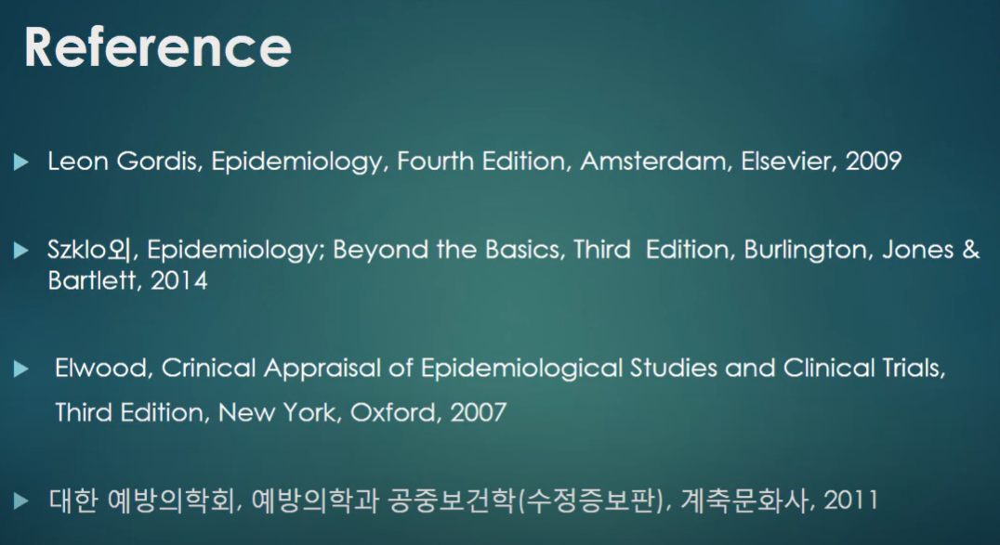 Reference
Leon Gordis, Epidemiology, Fourth Edition, Amsterdam, Elsevier, 2009
Szklo외, Epidemiology; Beyond the Basics, Third Edition, Burlington, Jones &
Bartlett, 2014
Elwood, Crinical Appraisal of Epidemiological Studies and Clinical Trials,
Third Edition, New York, Oxford, 2007
대한 예방의학회, 예방의학과 공중보건학(수정증보판), 계축문화사, 2011